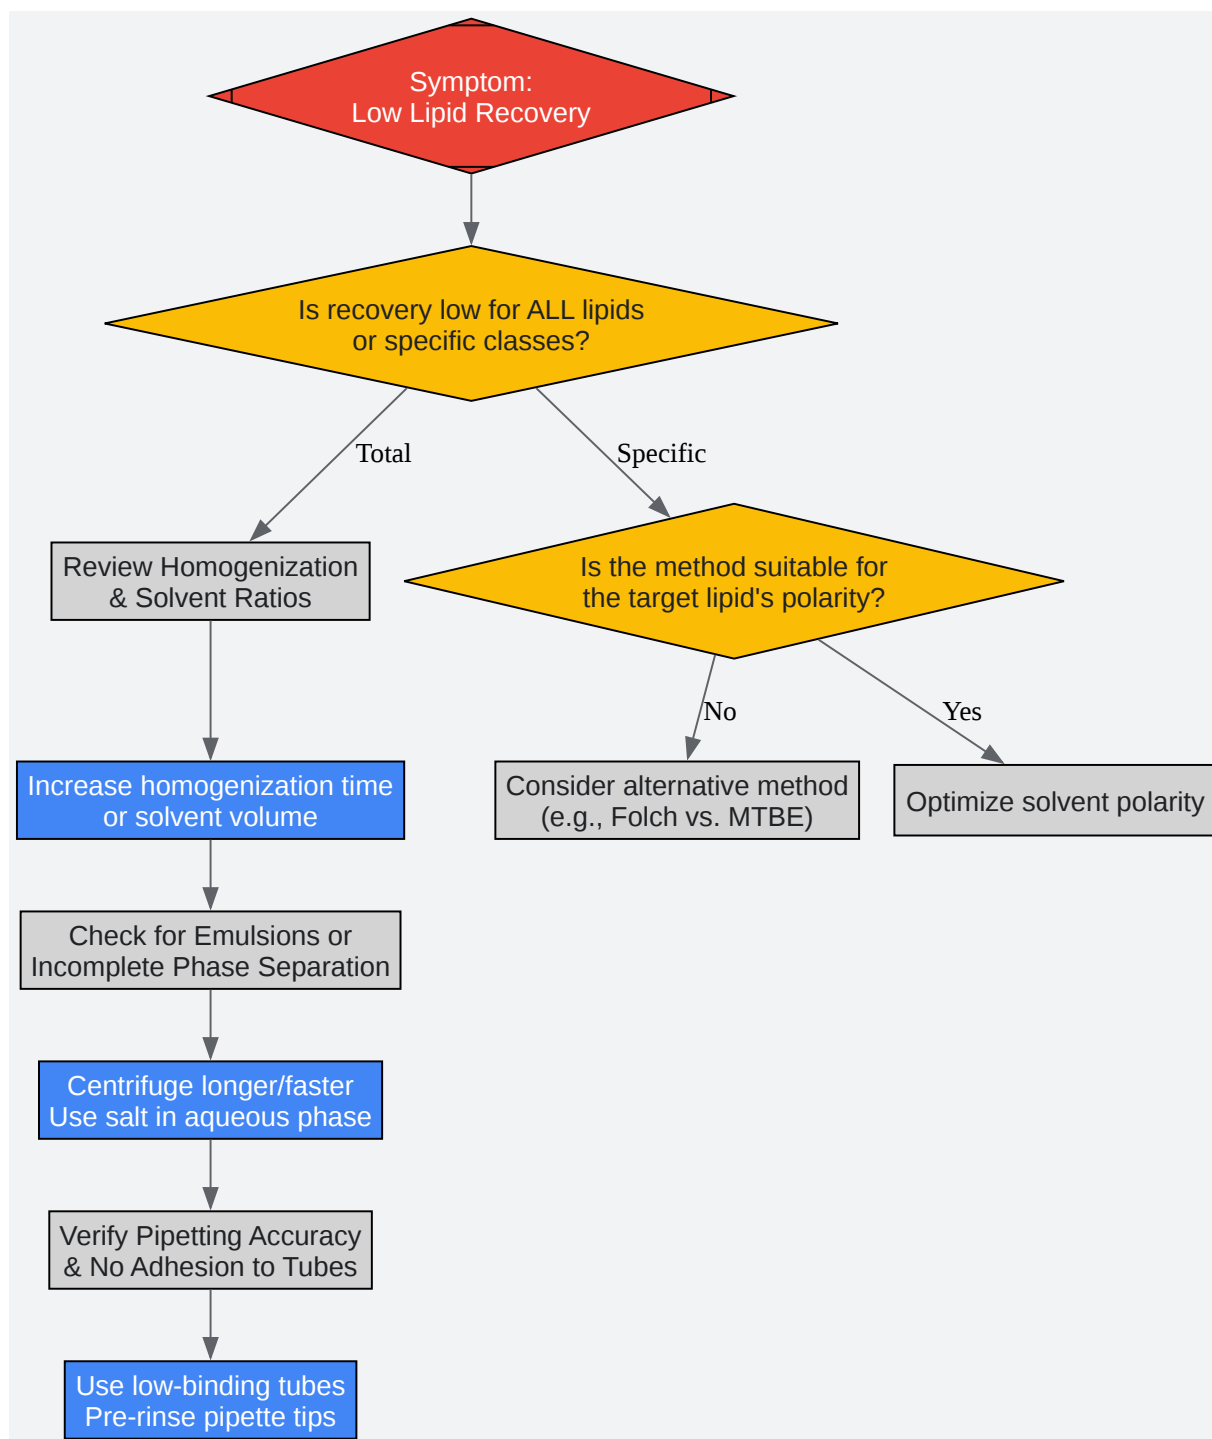 Symptom:
Low Lipid Recovery
Is recovery low for ALL lipids
or specific classes?
Total
Specific
Review Homogenization
& Solvent Ratios
Is the method suitable for
the target lipid's polarity?
No
Yes
Increase homogenization time
or solvent volume
Consider alternative method
(e.g., Folch vs. MTBE)
Optimize solvent polarity
Check for Emulsions or
Incomplete Phase Separation
Centrifuge longer/faster
Use salt in aqueous phase
Verify Pipetting Accuracy
& No Adhesion to Tubes
Use low-binding tubes
Pre-rinse pipette tips